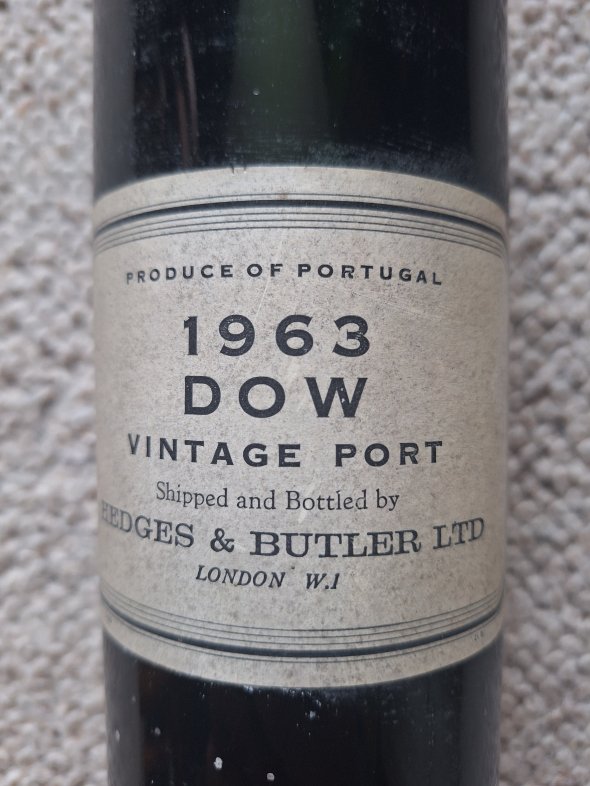 PRODUCE OF PORTUGAL
1963
DOW
VINTAGE PORT
Shipped and Bottled by
HEDGES & BUTLER LTD
LONDON W.1